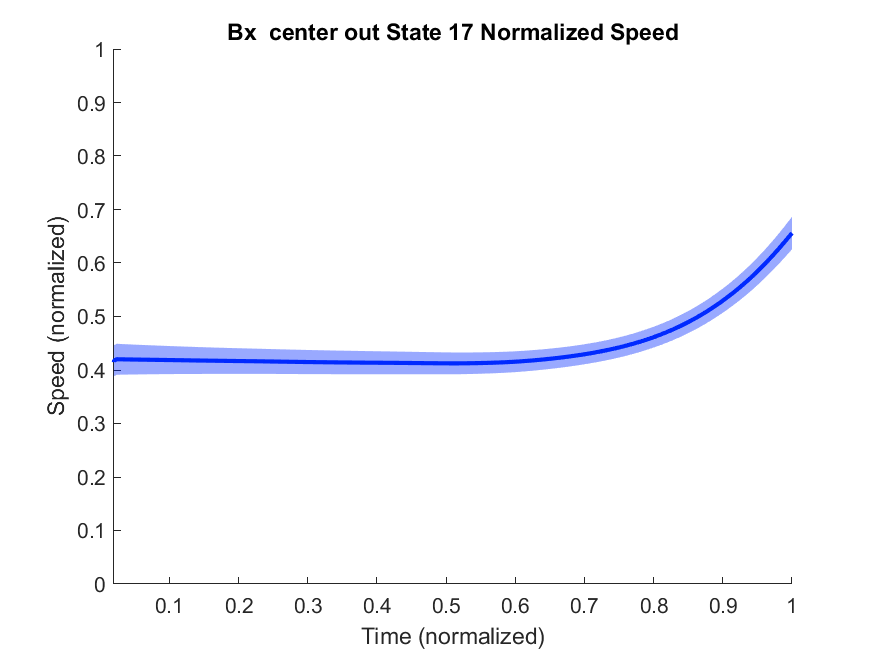 Bx  center out State 17 Normalized Speed
1
0.9
0.8
0.7
0.6
0.5
0.4
0.3
0.2
0.1
0
Speed (normalized)
0.1 0.2 0.3 0.4 0.5 0.6 0.7 0.8 0.9 1
Time (normalized)